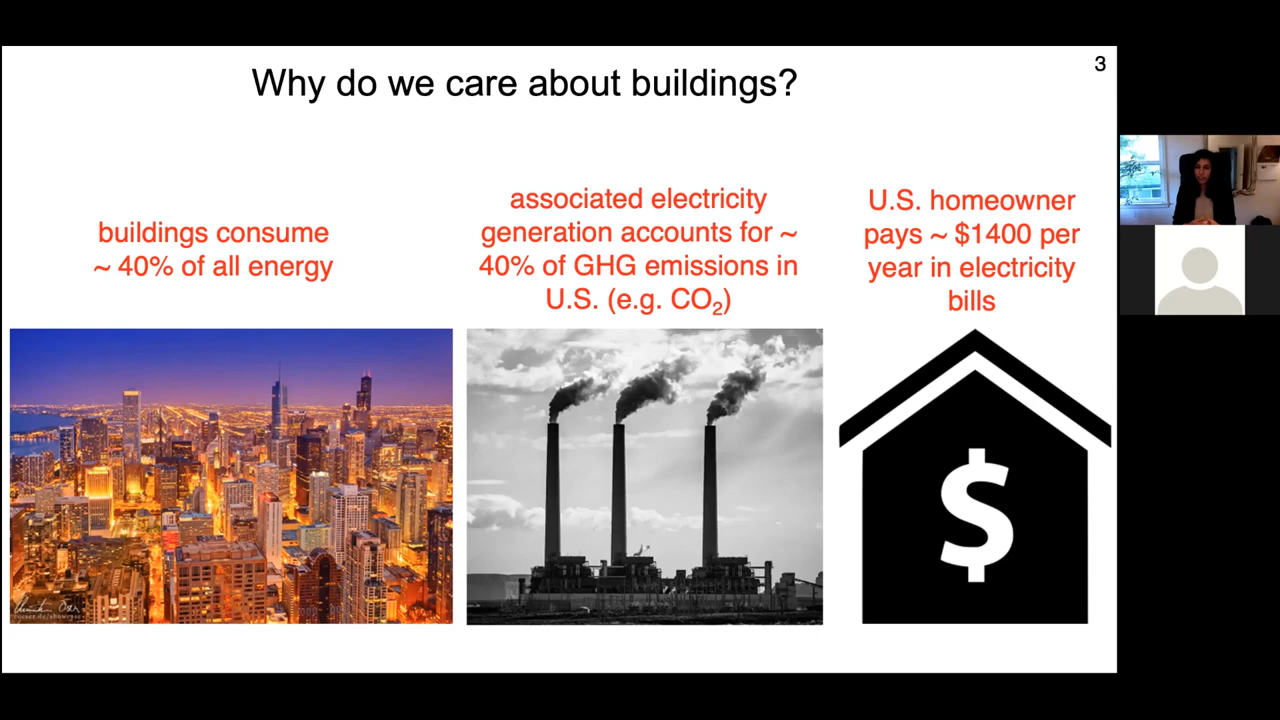 Why do we care about buildings?
3
buildings consume
~ 40% of all energy
associated electricity
generation accounts for ~
40% of GHG emissions in
U.S. (e.g. CO₂)
U.S. homeowner
pays ~ $1400 per
year in electricity
bills
$